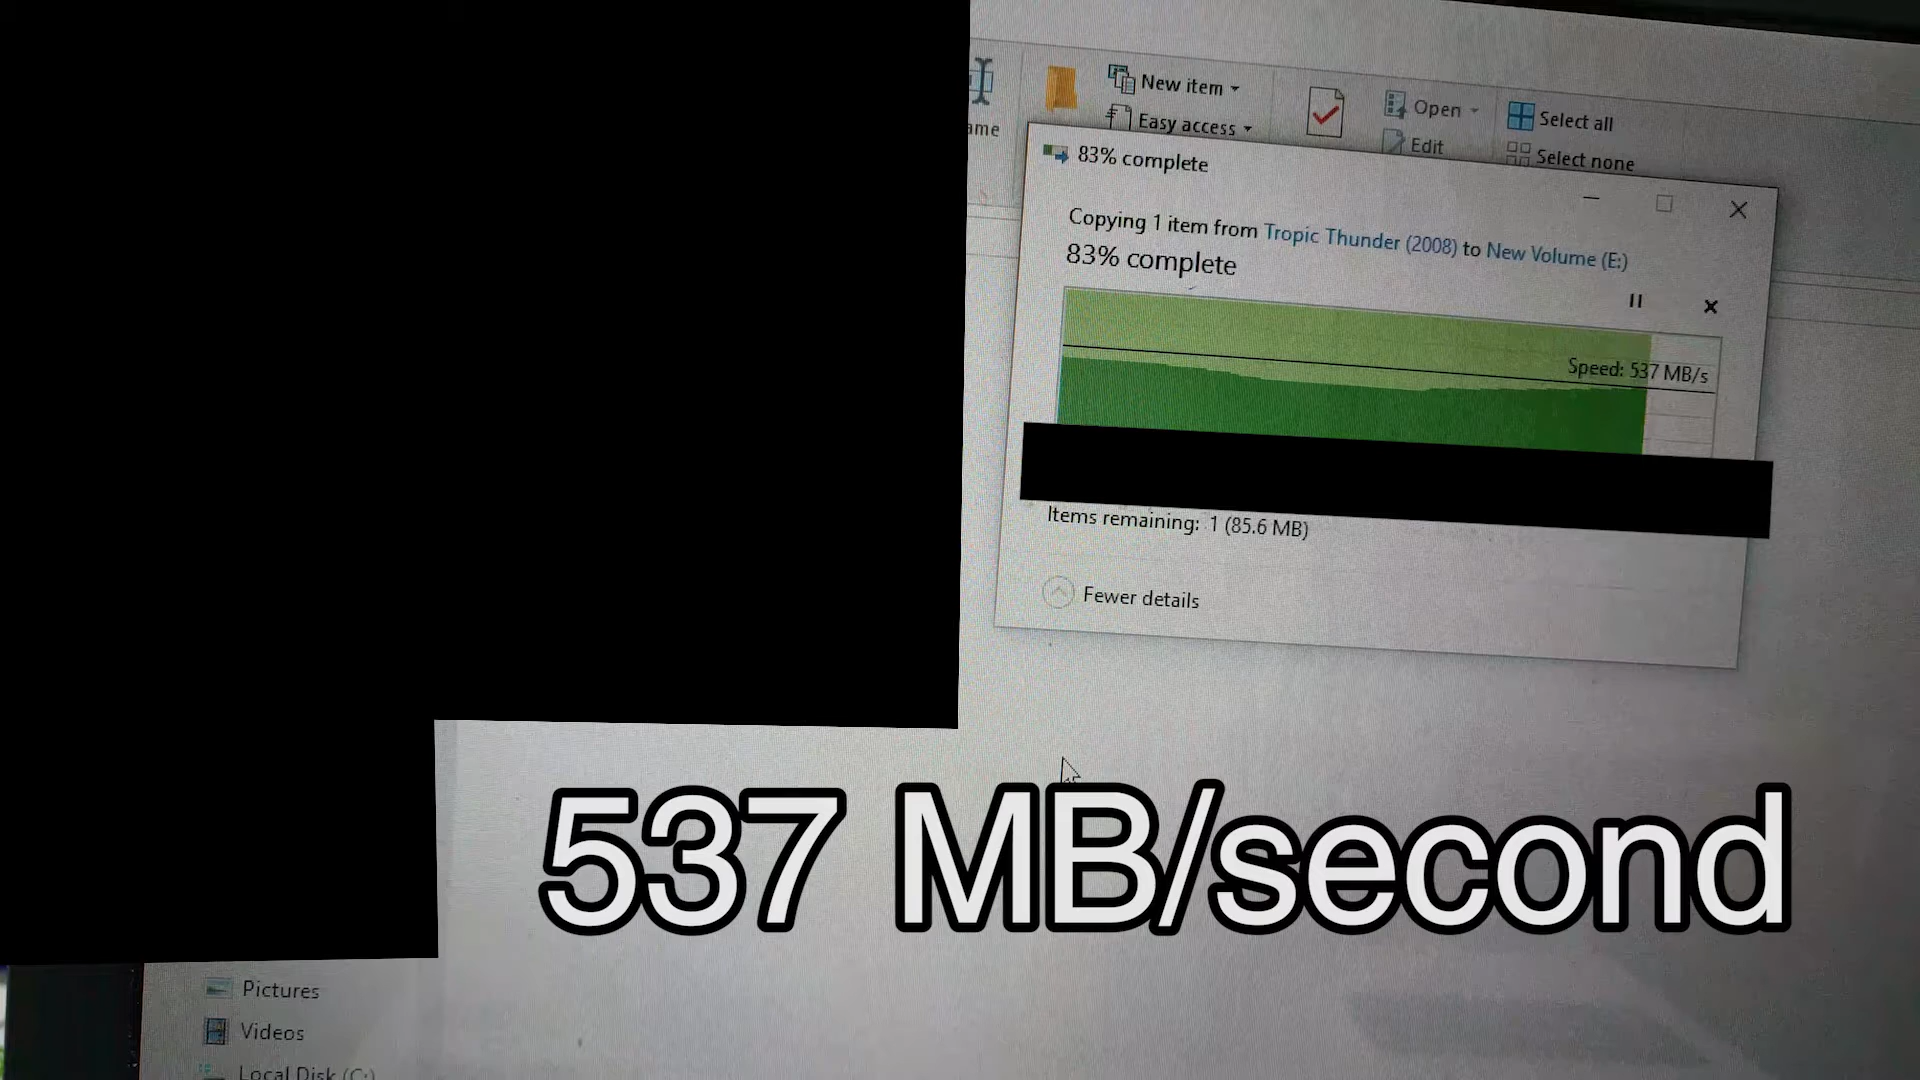 New item
Easy access
Open
Edit
Select all
Select none
ame
83% complete
Copying 1 item from Tropic Thunder (2008) to New Volume (E:)
83% complete
Speed: 537 MB/s
Items remaining: 1 (85.6 MB)
Fewer details
537 MB/second
Pictures
Videos
Local Disk (C:)